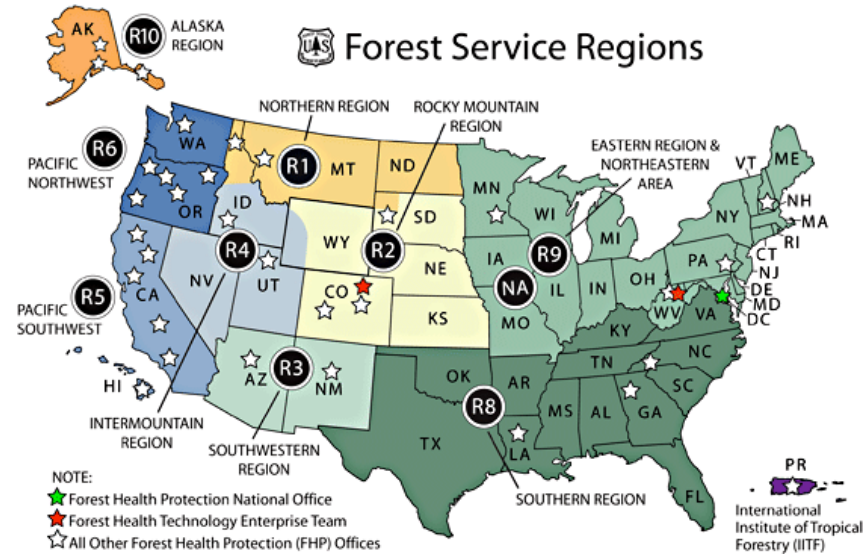 AK
R10
ALASKA
REGION
U S
Forest Service Regions
NORTHERN REGION
ROCKY MOUNTAIN
REGION
EASTERN REGION &
NORTHEASTERN
AREA
R6
PACIFIC
NORTHWEST
WA
OR
R1
MT
ND
ID
R4
WY
R2
SD
NE
KS
CO
NV
UT
R5
PACIFIC
SOUTHWEST
CA
HI
AZ
R3
NM
MN
WI
MI
IA
R9
NA
IL
IN
OH
MO
PA
NY
VT
ME
NH
MA
RI
CT
NJ
DE
MD
DC
WV
VA
KY
TN
NC
SC
OK
AR
R8
MS
AL
GA
TX
LA
FL
INTERMOUNTAIN
REGION
SOUTHWESTERN
REGION
SOUTHERN REGION
NOTE:
Forest Health Protection National Office
Forest Health Technology Enterprise Team
All Other Forest Health Protection (FHP) Offices
PR
International
Institute of Tropical
Forestry (IITF)